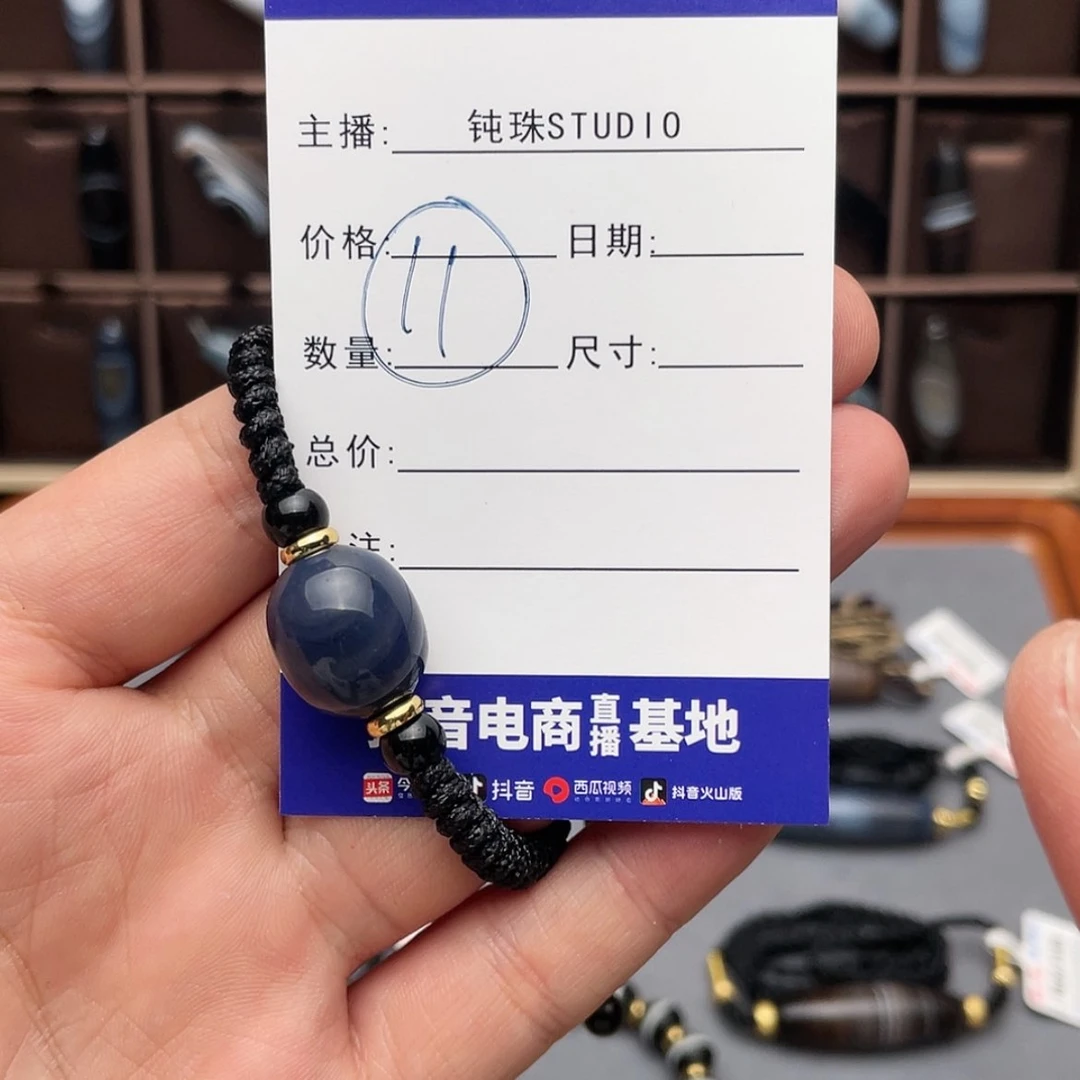 主播: 钝珠STUDIO
价格: 日期:
11
数量: 尺寸:
总价:
注:
音电商直播基地
头条 今 抖音 西瓜视频 抖音火山版